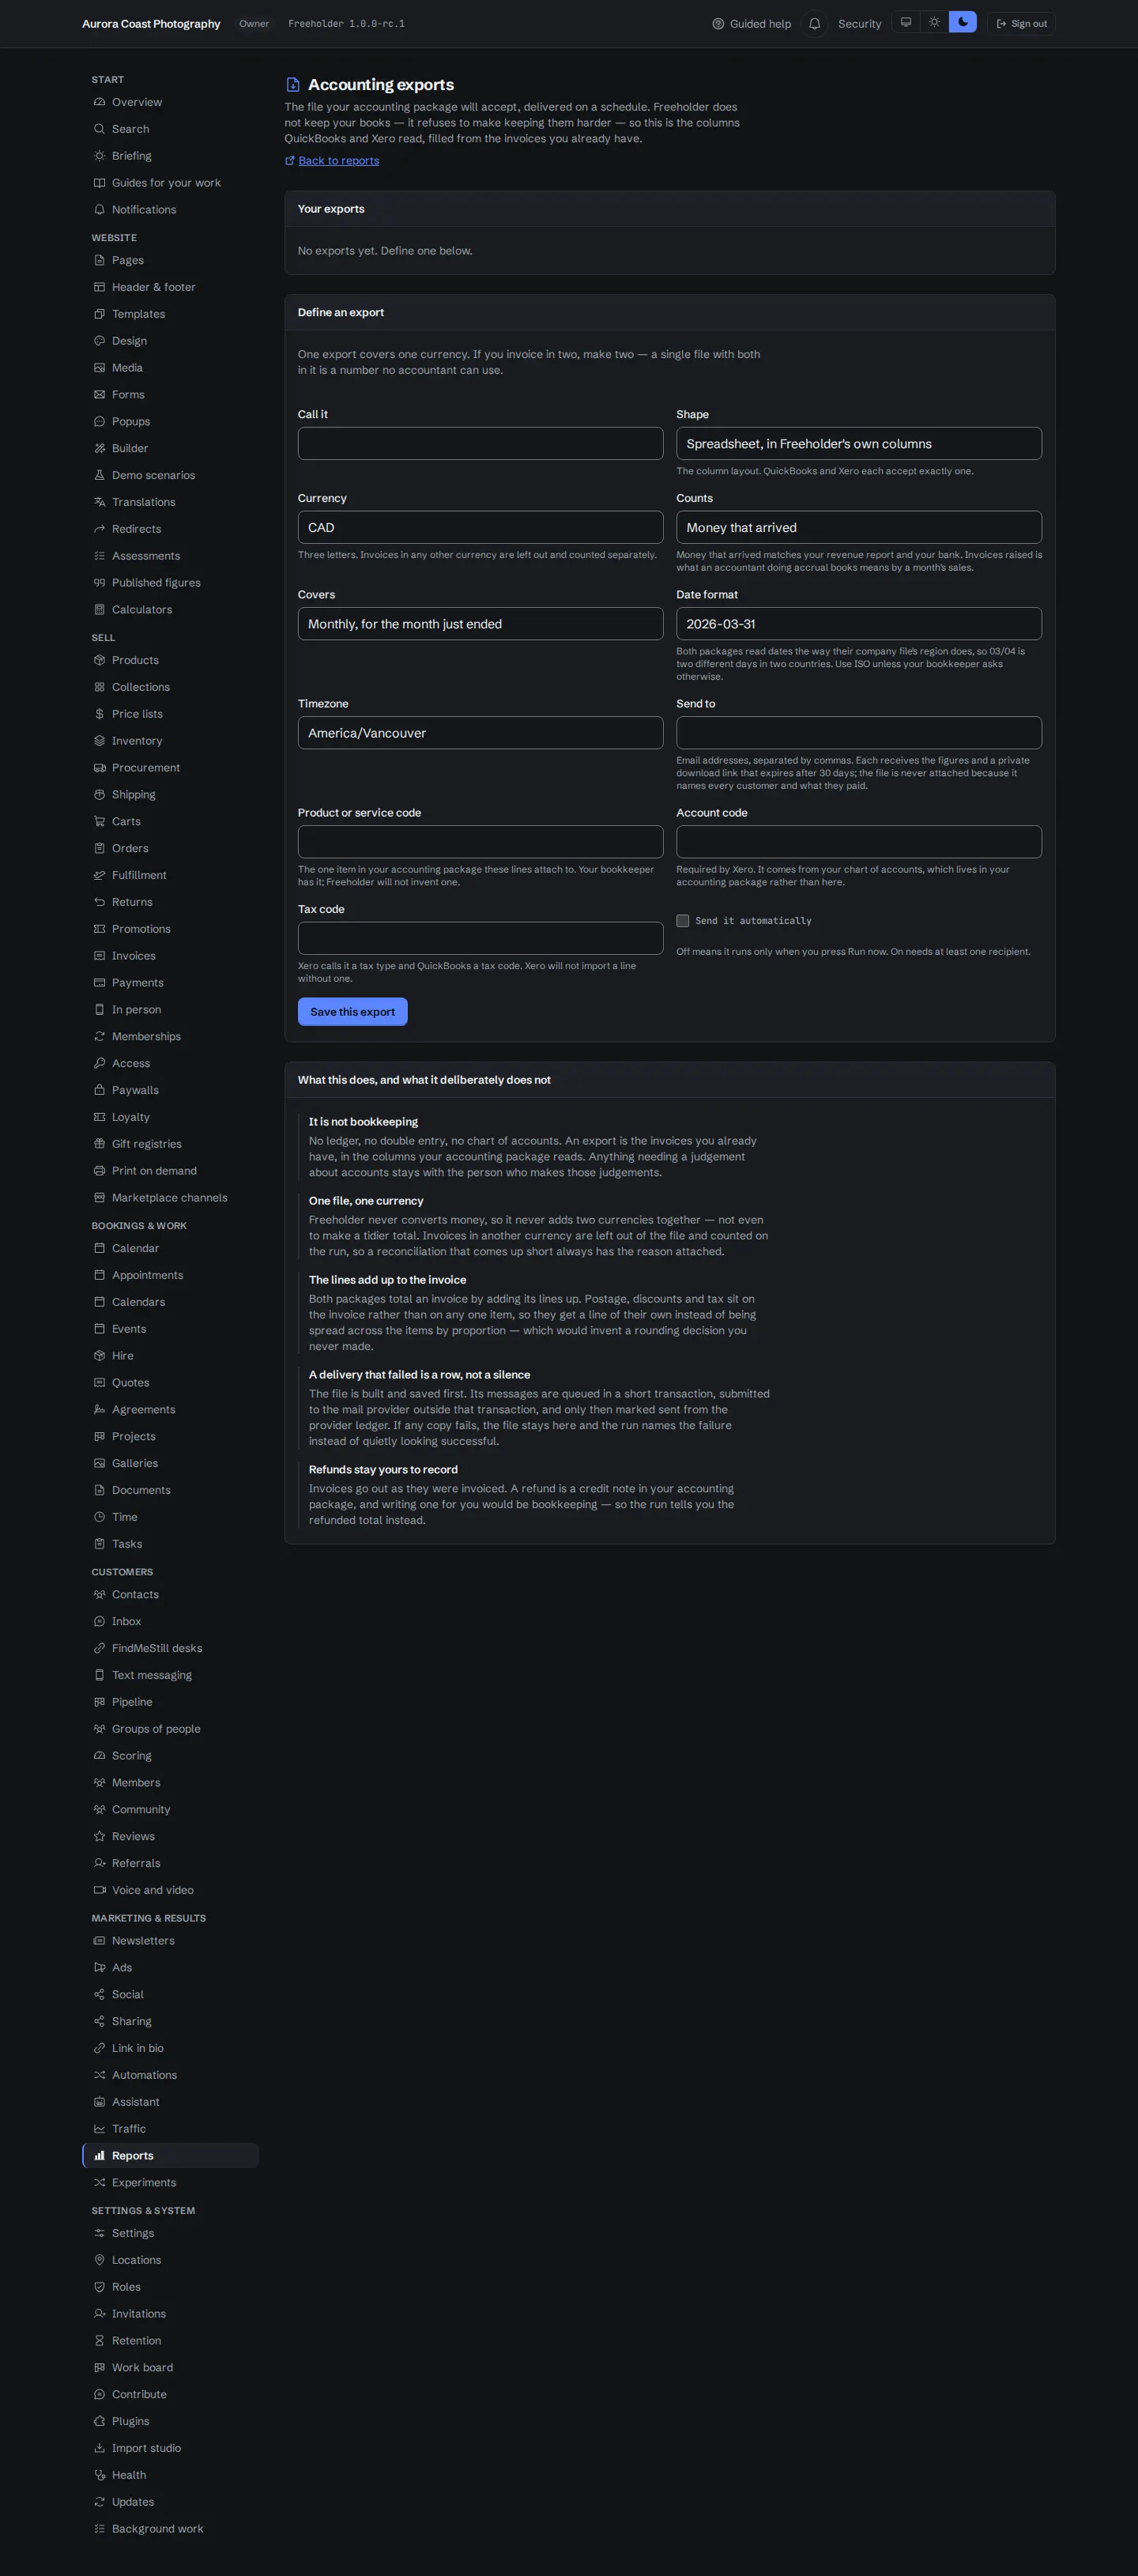 Aurora Coast Photography
Owner
Freeholder 1.0.0-rc.1
Guided help
Security
Sign out
START
Overview
Search
Briefing
Guides for your work
Notifications
WEBSITE
Pages
Header & footer
Templates
Design
Media
Forms
Popups
Builder
Demo scenarios
Translations
Redirects
Assessments
Published figures
Calculators
SELL
Products
Collections
Price lists
Inventory
Procurement
Shipping
Carts
Orders
Fulfillment
Returns
Promotions
Invoices
Payments
In person
Memberships
Access
Paywalls
Loyalty
Gift registries
Print on demand
Marketplace channels
BOOKINGS & WORK
Calendar
Appointments
Calendars
Events
Hire
Quotes
Agreements
Projects
Galleries
Documents
Time
Tasks
CUSTOMERS
Contacts
Inbox
FindMeStill desks
Text messaging
Pipeline
Groups of people
Scoring
Members
Community
Reviews
Referrals
Voice and video
MARKETING & RESULTS
Newsletters
Ads
Social
Sharing
Link in bio
Automations
Assistant
Traffic
Reports
Experiments
SETTINGS & SYSTEM
Settings
Locations
Roles
Invitations
Retention
Work board
Contribute
Plugins
Import studio
Health
Updates
Background work
Accounting exports
The file your accounting package will accept, delivered on a schedule. Freeholder does
not keep your books — it refuses to make keeping them harder — so this is the columns
QuickBooks and Xero read, filled from the invoices you already have.
Back to reports
Your exports
No exports yet. Define one below.
Define an export
One export covers one currency. If you invoice in two, make two — a single file with both
in it is a number no accountant can use.
Call it
Shape
Spreadsheet, in Freeholder's own columns
The column layout. QuickBooks and Xero each accept exactly one.
Currency
CAD
Three letters. Invoices in any other currency are left out and counted separately.
Counts
Money that arrived
Money that arrived matches your revenue report and your bank. Invoices raised is
what an accountant doing accrual books means by a month's sales.
Covers
Monthly, for the month just ended
Date format
2026-03-31
Both packages read dates the way their company file's region does, so 03/04 is
two different days in two countries. Use ISO unless your bookkeeper asks
otherwise.
Timezone
America/Vancouver
Send to
Email addresses, separated by commas. Each receives the figures and a private
download link that expires after 30 days; the file is never attached because it
names every customer and what they paid.
Product or service code
The one item in your accounting package these lines attach to. Your bookkeeper
has it; Freeholder will not invent one.
Account code
Required by Xero. It comes from your chart of accounts, which lives in your
accounting package rather than here.
Tax code
Xero calls it a tax type and QuickBooks a tax code. Xero will not import a line
without one.
Send it automatically
Off means it runs only when you press Run now. On needs at least one recipient.
Save this export
What this does, and what it deliberately does not
It is not bookkeeping
No ledger, no double entry, no chart of accounts. An export is the invoices you already
have, in the columns your accounting package reads. Anything needing a judgement
about accounts stays with the person who makes those judgements.
One file, one currency
Freeholder never converts money, so it never adds two currencies together — not even
to make a tidier total. Invoices in another currency are left out of the file and counted on
the run, so a reconciliation that comes up short always has the reason attached.
The lines add up to the invoice
Both packages total an invoice by adding its lines up. Postage, discounts and tax sit on
the invoice rather than on any one item, so they get a line of their own instead of being
spread across the items by proportion — which would invent a rounding decision you
never made.
A delivery that failed is a row, not a silence
The file is built and saved first. Its messages are queued in a short transaction, submitted
to the mail provider outside that transaction, and only then marked sent from the
provider ledger. If any copy fails, the file stays here and the run names the failure
instead of quietly looking successful.
Refunds stay yours to record
Invoices go out as they were invoiced. A refund is a credit note in your accounting
package, and writing one for you would be bookkeeping — so the run tells you the
refunded total instead.